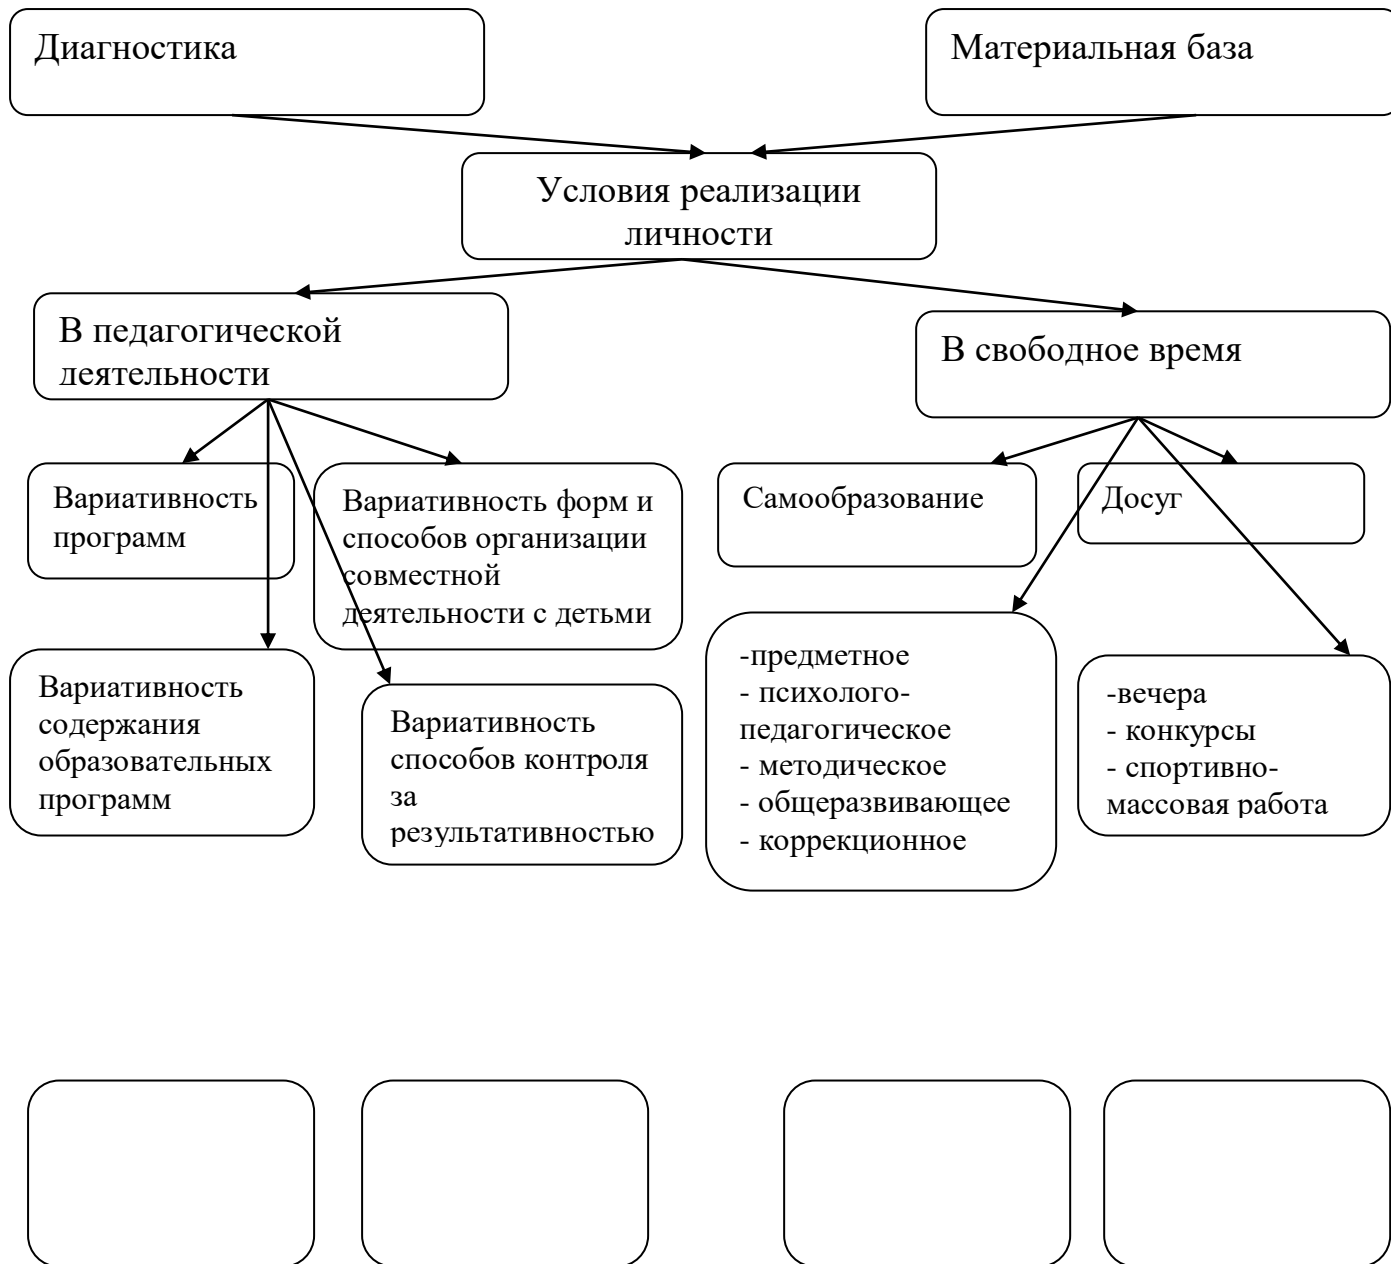 Диагностика
Материальная база
Условия реализации
личности
В педагогической
деятельности
В свободное время
Вариативность
программ
Вариативность форм и
способов организации
совместной
деятельности с детьми
Самообразование
Досуг
Вариативность
содержания
образовательных
программ
Вариативность
способов контроля
за
результативностью
-предметное
- психолого-
педагогическое
- методическое
- общеразвивающее
- коррекционное
-вечера
- конкурсы
- спортивно-
массовая работа